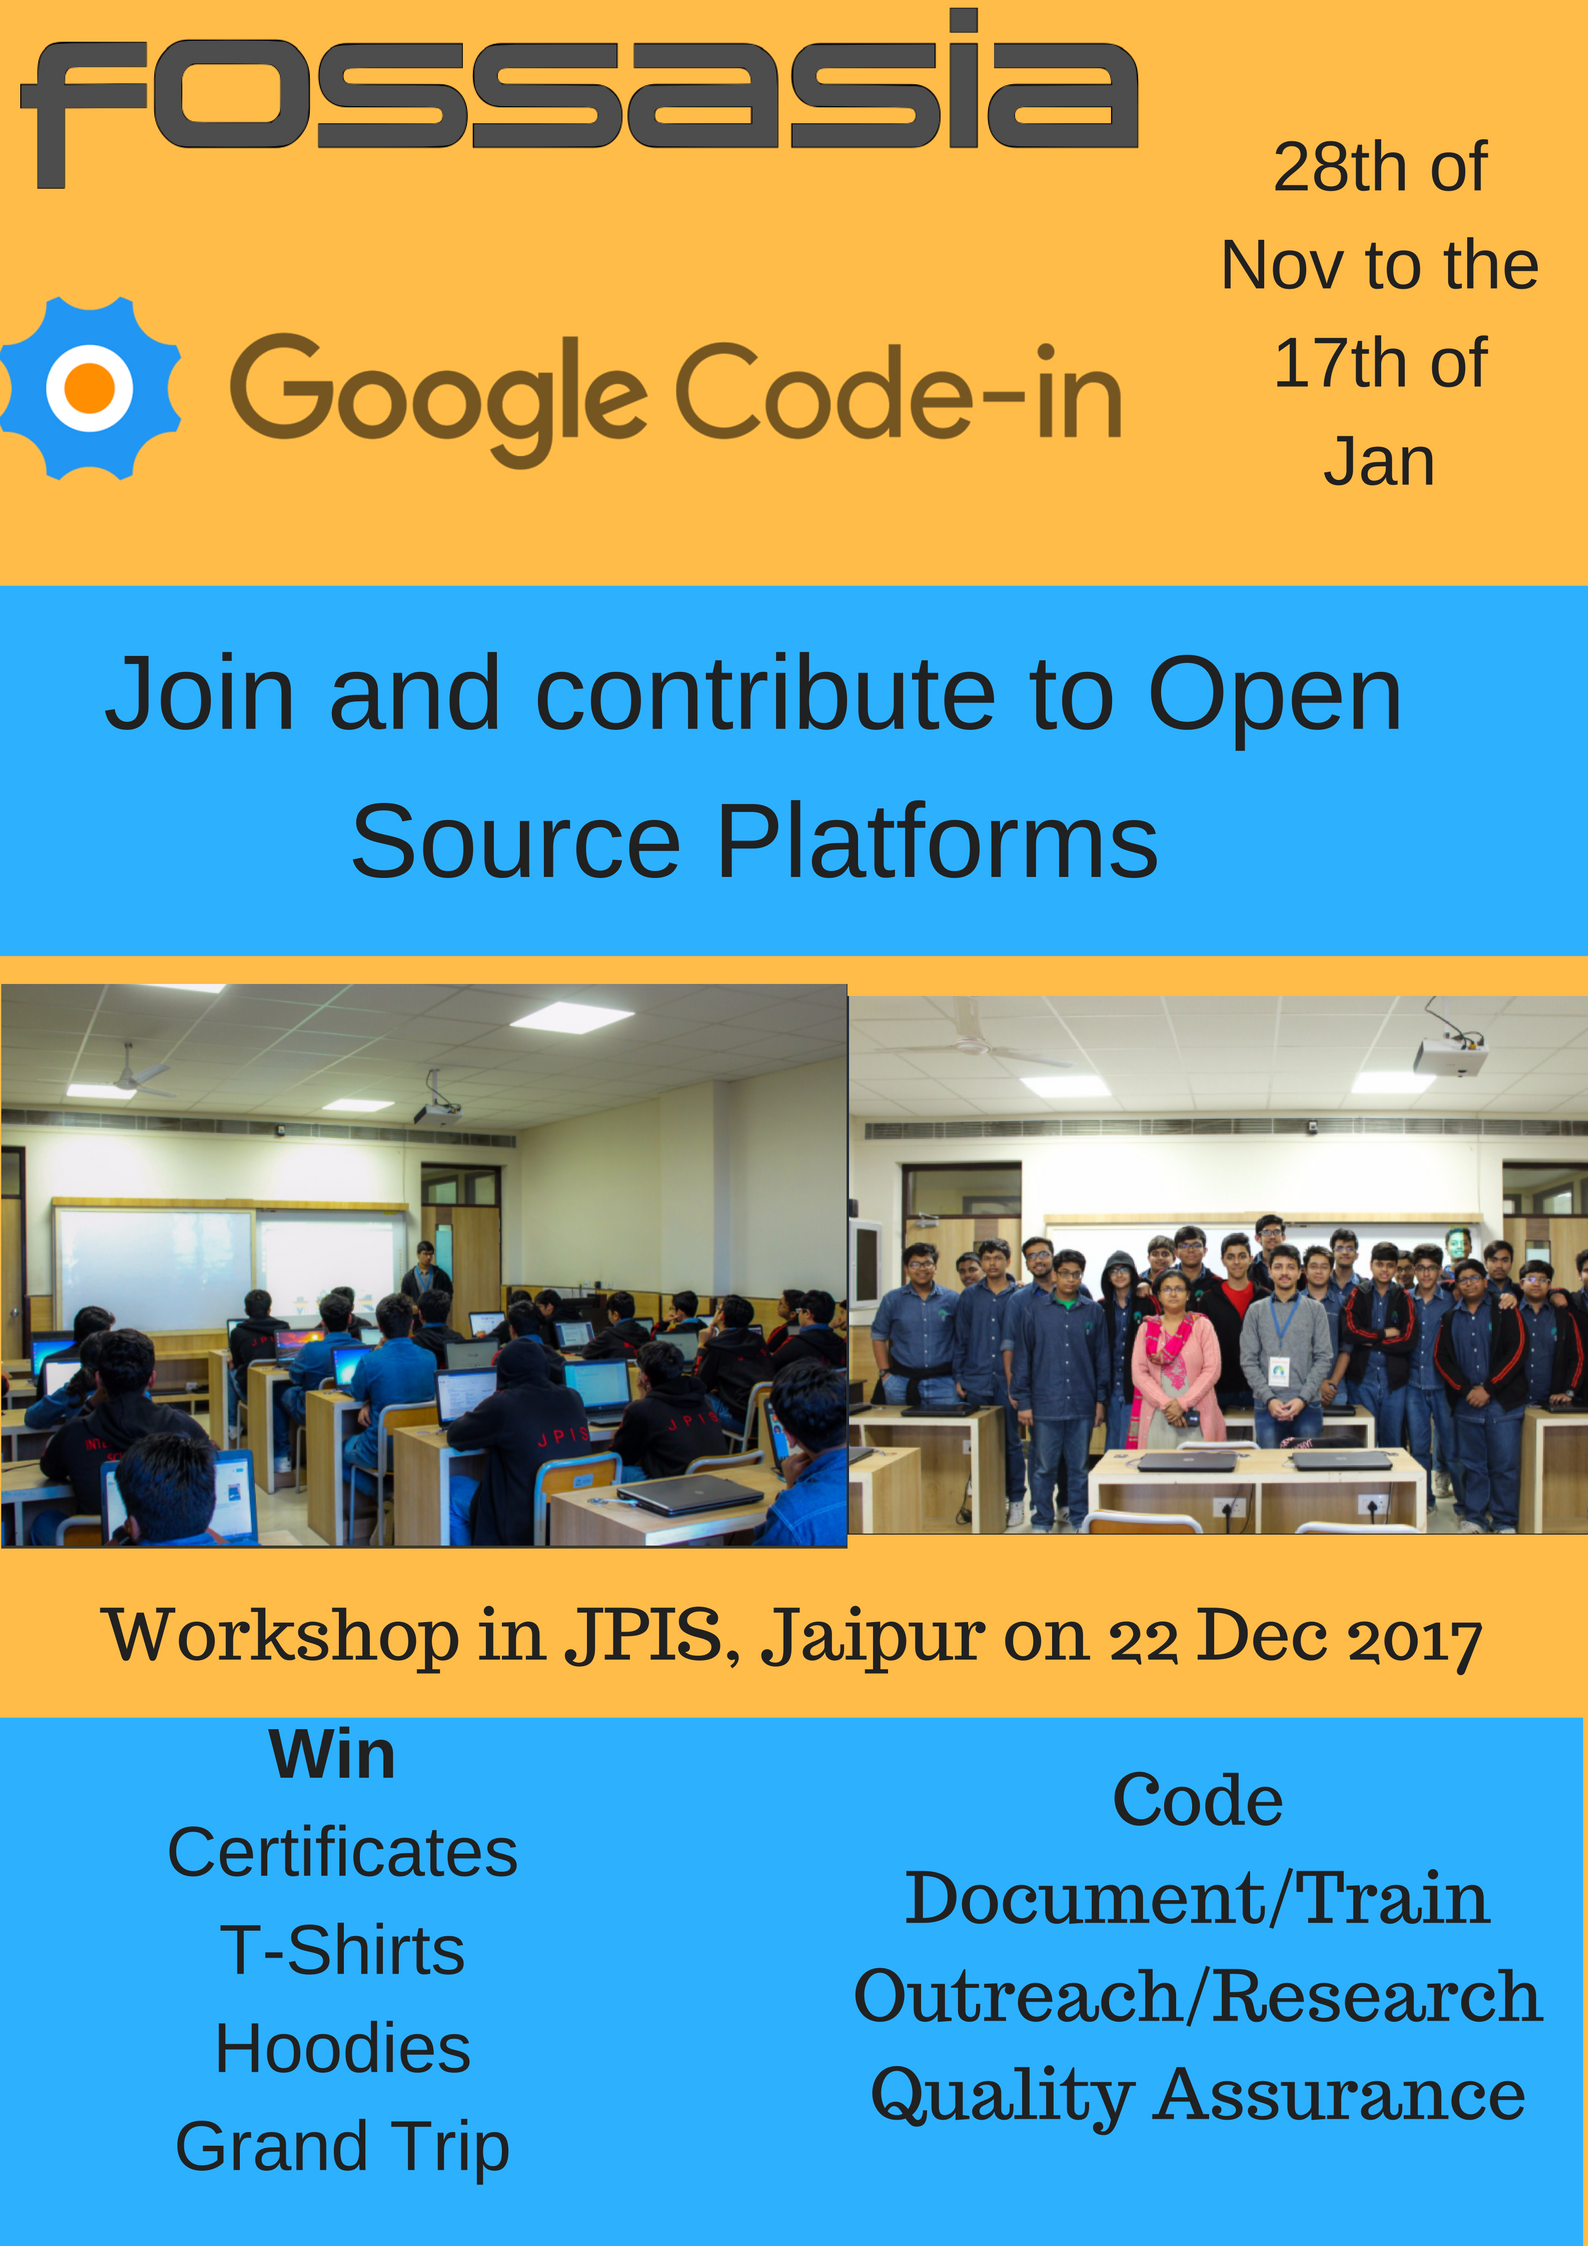 fossasia
28th of
Nov to the
17th of
Jan
Google Code-in
Join and contribute to Open
Source Platforms
JPIS
JPIS
Workshop in JPIS, Jaipur on 22 Dec 2017
Win
Certificates
T-Shirts
Hoodies
Grand Trip
Code
Document/Train
Outreach/Research
Quality Assurance